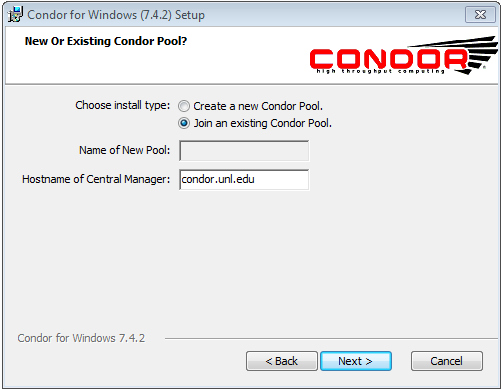 Condor for Windows (7.4.2) Setup
New Or Existing Condor Pool?
CONDOR
high throughput computing
Choose install type:
Create a new Condor Pool.
Join an existing Condor Pool.
Name of New Pool:
Hostname of Central Manager: condor.unl.edu
Condor for Windows 7.4.2
< Back Next > Cancel